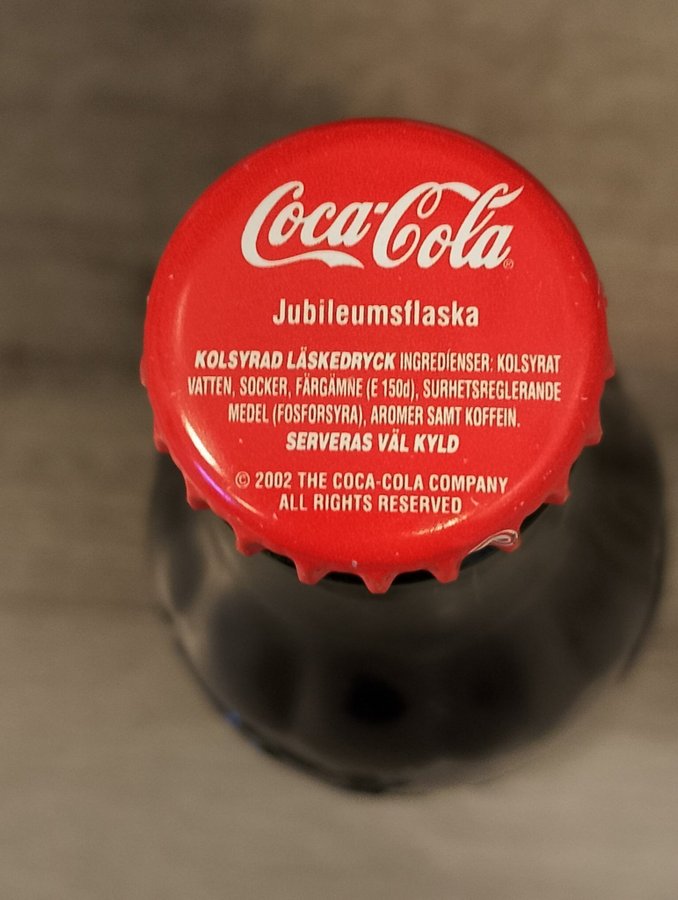 Coca-Cola®
Jubileumsflaska
KOLSYRAD LÄSKEDRYCK INGREDIENSER: KOLSYRAT
VATTEN, SOCKER, FÄRGÄMNE (E 150d), SURHETSREGLERANDE
MEDEL (FOSFORSYRA), AROMER SAMT KOFFEIN.
SERVERAS VÄL KYLD
© 2002 THE COCA-COLA COMPANY
ALL RIGHTS RESERVED